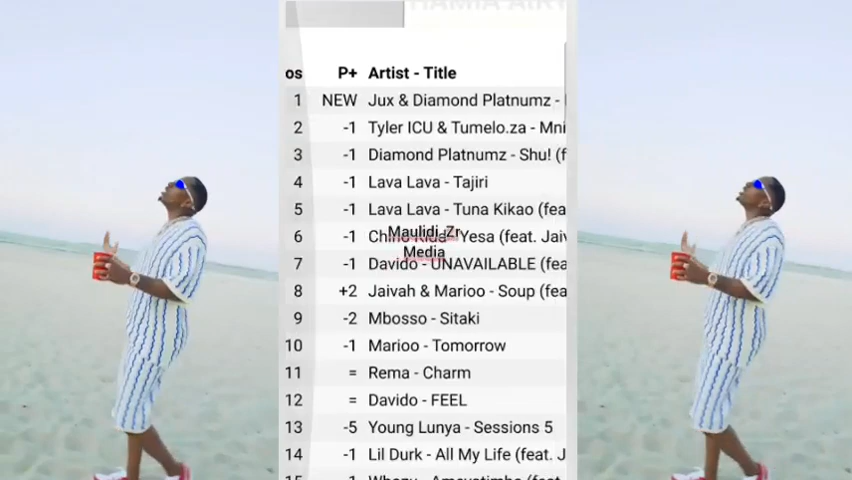 os P+ Artist - Title
1 NEW Jux & Diamond Platnumz -
2 -1 Tyler ICU & Tumelo.za - Mni
3 -1 Diamond Platnumz - Shu! (f
4 -1 Lava Lava - Tajiri
5 -1 Lava Lava - Tuna Kikao (fea
6 -1 Yesa (feat. Jaiv
Maulidi Zr
Media
7 -1 Davido - UNAVAILABLE (fea
8 +2 Jaivah & Marioo - Soup (fea
9 -2 Mbosso - Sitaki
10 -1 Marioo - Tomorrow
11 = Rema - Charm
12 = Davido - FEEL
13 -5 Young Lunya - Sessions 5
14 -1 Lil Durk - All My Life (feat. J